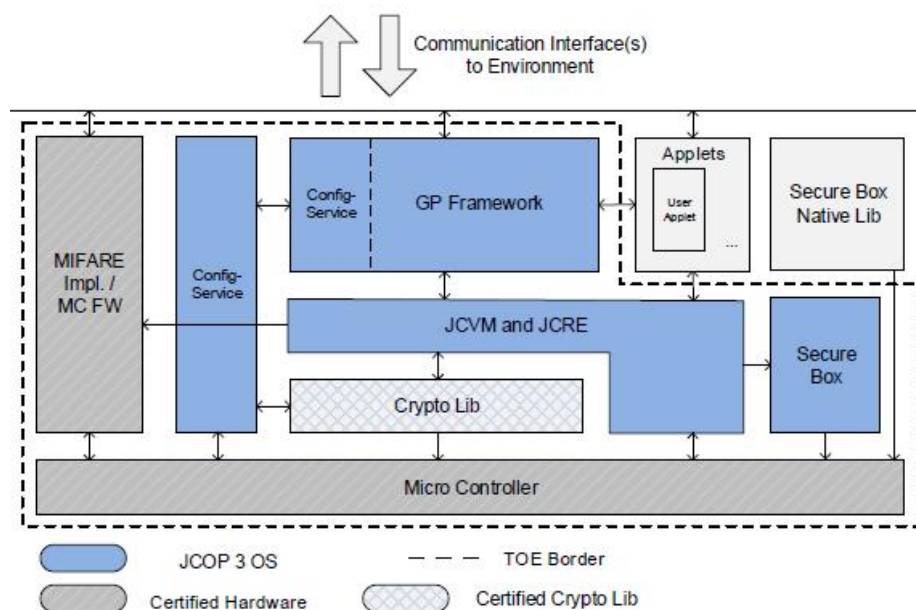 Communication Interface(s)
to Environment
MIFARE
Impl. /
MC FW
Config-
Service
Config-
Service
GP Framework
Applets
User
Applet
...
Secure Box
Native Lib
JCVM and JCRE
Crypto Lib
Secure
Box
Micro Controller
JCOP 3 OS
TOE Border
Certified Hardware
Certified Crypto Lib